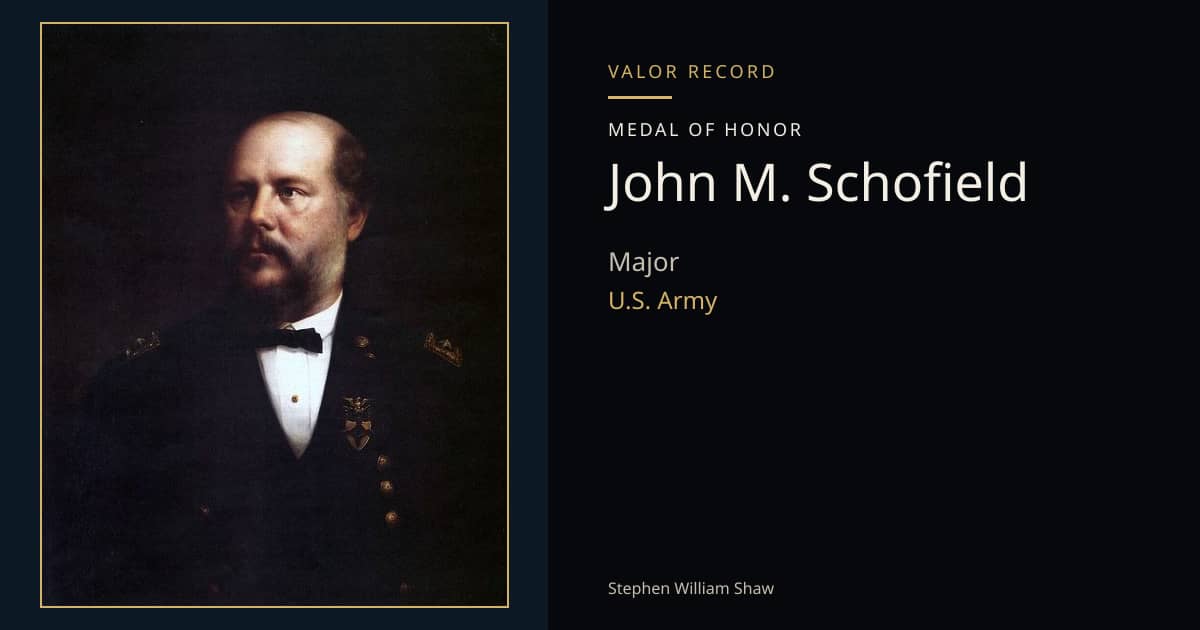 VALOR RECORD
MEDAL OF HONOR
John M. Schofield
Major
U.S. Army
Stephen William Shaw